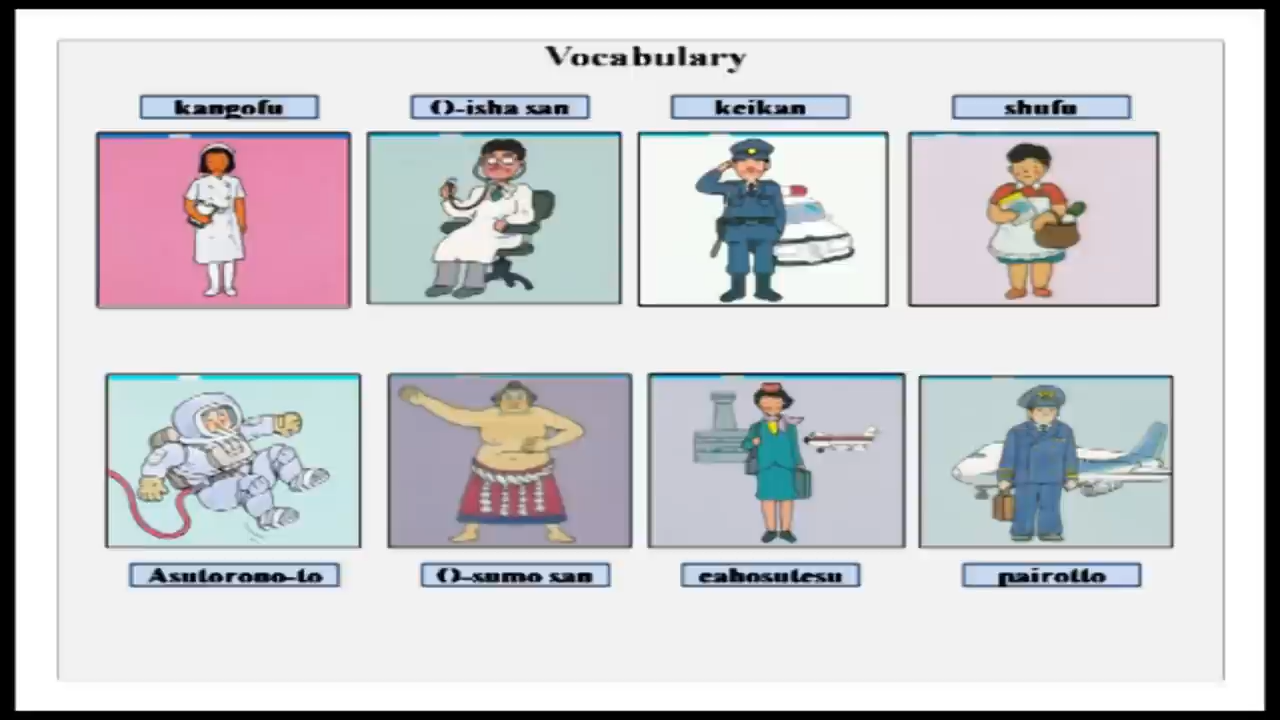 Vocabulary
kangofu
O-isha san
keikan
shufu
Asutorono-to
O-sumo san
eahosutesu
pairotto